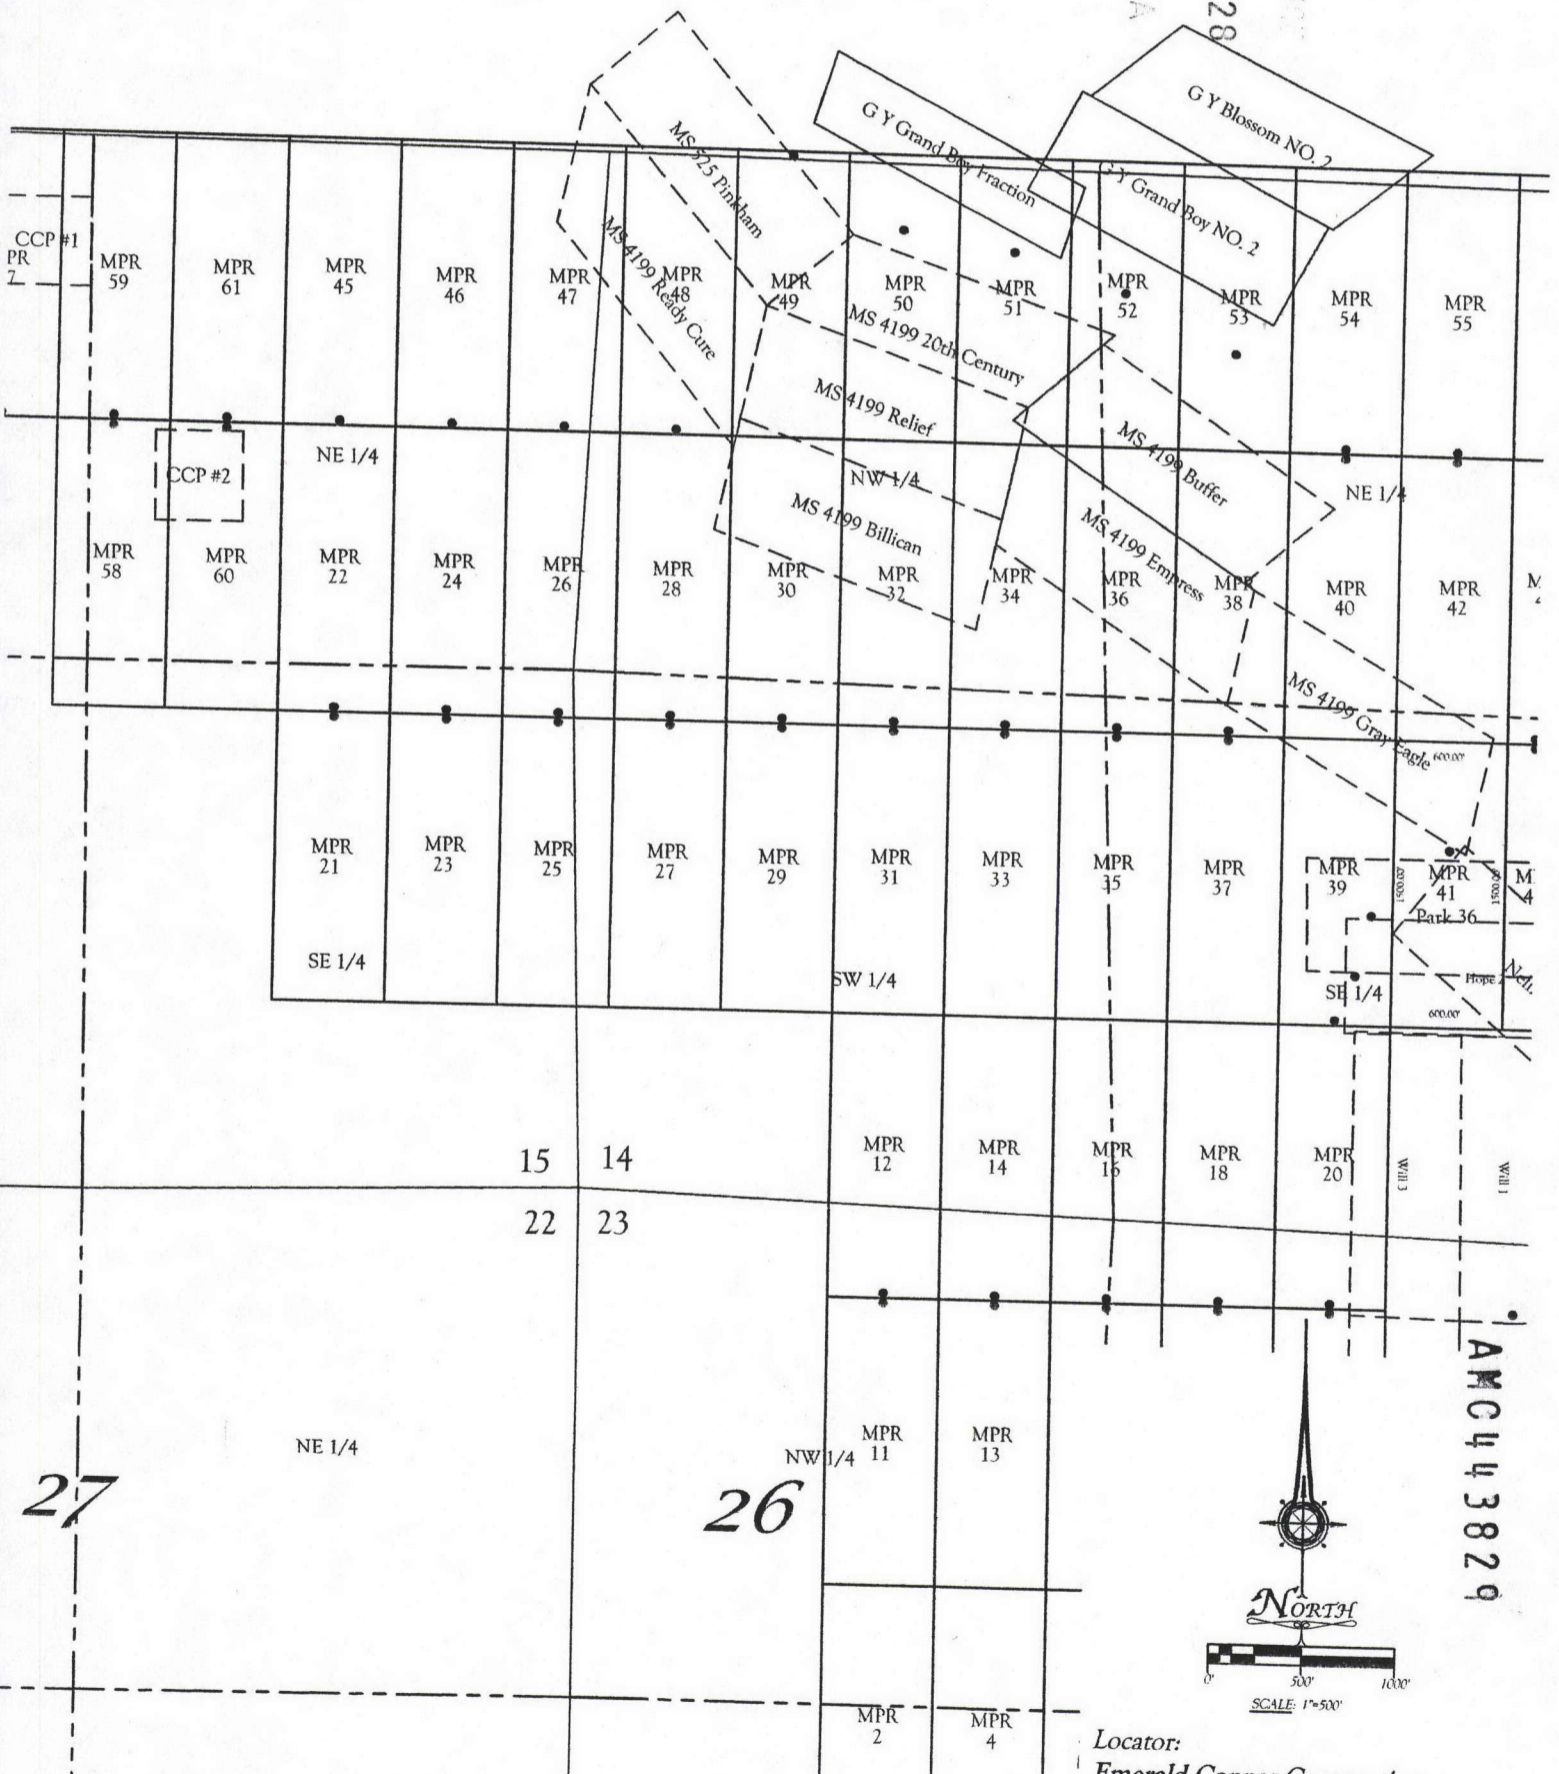 28
A
G Y Blossom NO. 2
G Y Grand Boy Fraction
G Y Grand Boy NO. 2
MS 525 Pinkham
MS 4199 Ready Cure
CCP #1
PR
7
MPR
59
MPR
61
MPR
45
MPR
46
MPR
47
MPR
48
MPR
49
MPR
50
MPR
51
MPR
52
MPR
53
MPR
54
MPR
55
MS 4199 20th Century
MS 4199 Relief
NE 1/4
CCP #2
NW 1/4
MS 4199 Buffer
NE 1/4
MS 4199 Billican
MS 4199 Empress
MPR
58
MPR
60
MPR
22
MPR
24
MPR
26
MPR
28
MPR
30
MPR
32
MPR
34
MPR
36
MPR
38
MPR
40
MPR
42
MS 4199 Gray Eagle
600.00'
MPR
21
MPR
23
MPR
25
MPR
27
MPR
29
MPR
31
MPR
33
MPR
35
MPR
37
MPR
39
1500.00'
MPR
41
1500.00'
Park 36
SE 1/4
SW 1/4
SE 1/4
Hope 2
600.00'
15
14
MPR
12
MPR
14
MPR
16
MPR
18
MPR
20
Will 3
Will 1
22
23
NE 1/4
NW 1/4
MPR
11
MPR
13
27
26
AMC443829
NORTH
0'
500'
1000'
SCALE: 1"=500'
MPR
2
MPR
4
Locator: